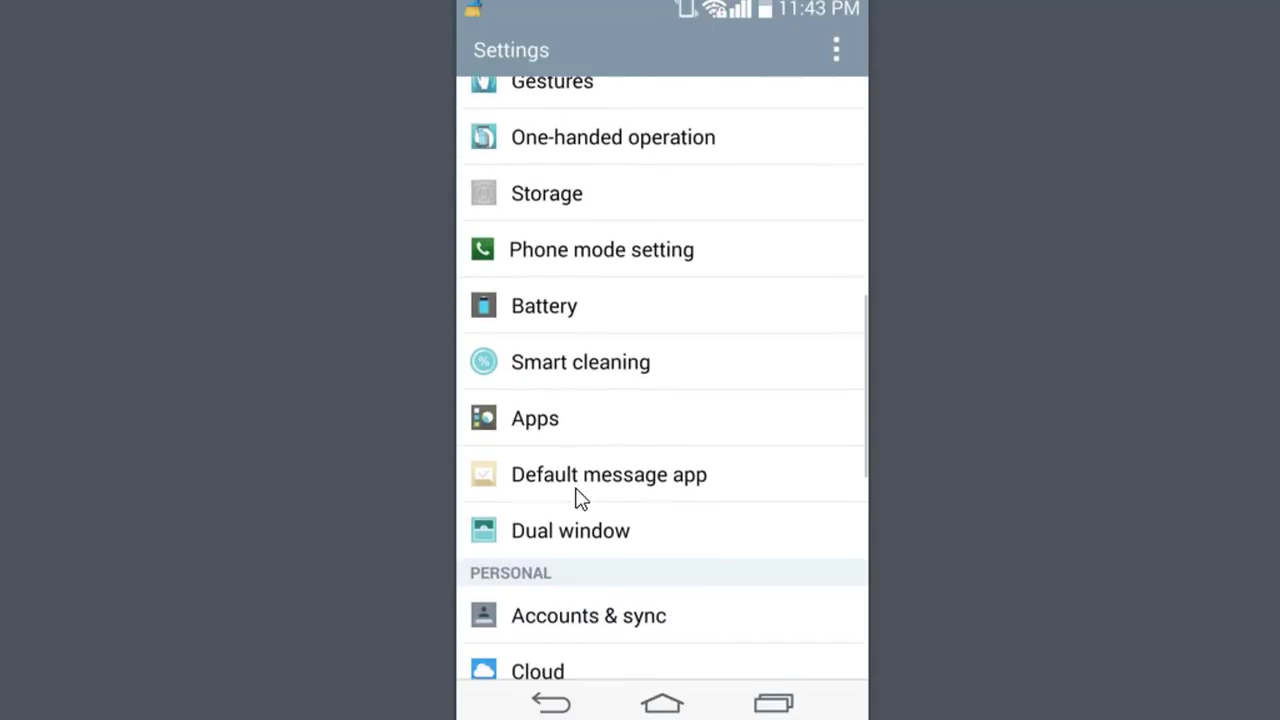 11:43 PM
Settings
Gestures
One-handed operation
Storage
Phone mode setting
Battery
%
Smart cleaning
Apps
Default message app
Dual window
PERSONAL
Accounts & sync
Cloud